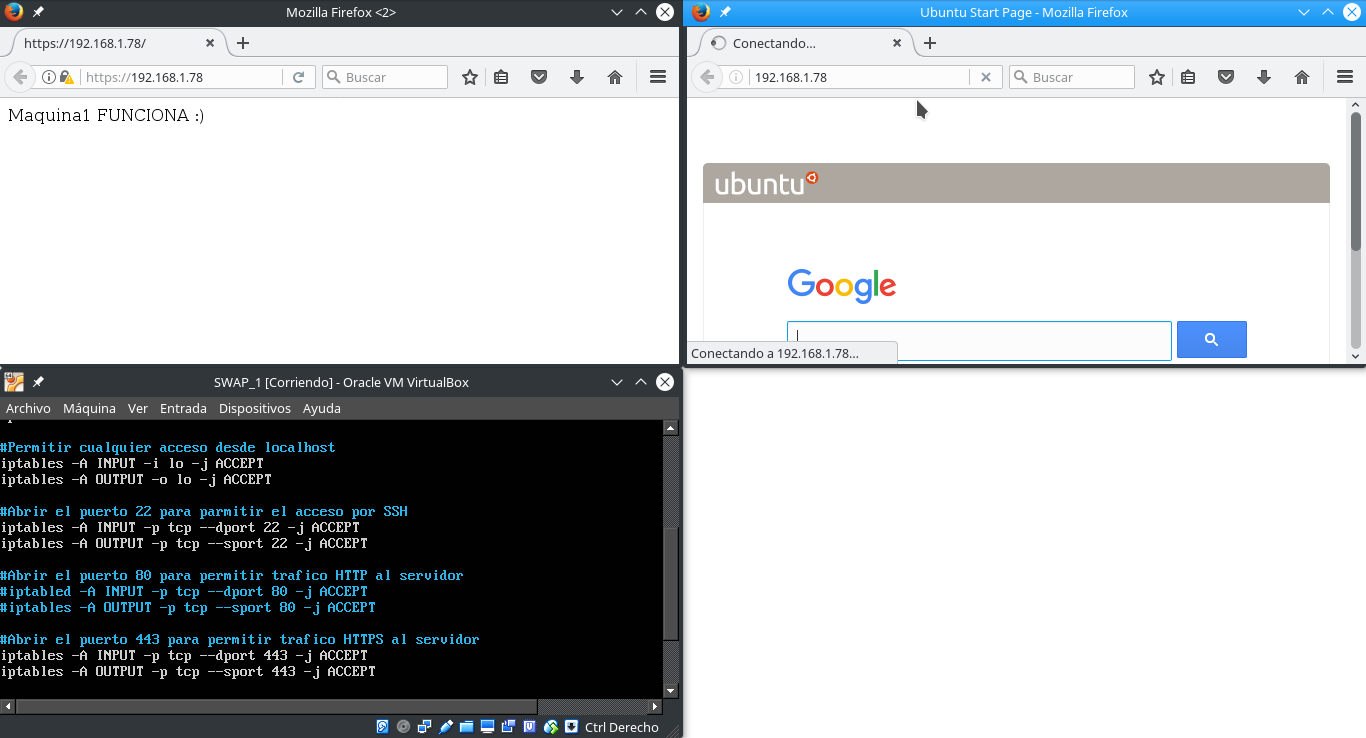 Mozilla Firefox <2>
https://192.168.1.78/
https://192.168.1.78
Buscar
Maquina1 FUNCIONA :)
Ubuntu Start Page - Mozilla Firefox
Conectando...
192.168.1.78
Buscar
ubuntu
Google
Conectando a 192.168.1.78...
SWAP_1 [Corriendo] - Oracle VM VirtualBox
Archivo Máquina Ver Entrada Dispositivos Ayuda
#Permitir cualquier acceso desde localhost
iptables -A INPUT -i lo -j ACCEPT
iptables -A OUTPUT -o lo -j ACCEPT
#Abrir el puerto 22 para parmitir el acceso por SSH
iptables -A INPUT -p tcp --dport 22 -j ACCEPT
iptables -A OUTPUT -p tcp --sport 22 -j ACCEPT
#Abrir el puerto 80 para permitir trafico HTTP al servidor
#iptabled -A INPUT -p tcp --dport 80 -j ACCEPT
#iptables -A OUTPUT -p tcp --sport 80 -j ACCEPT
#Abrir el puerto 443 para permitir trafico HTTPS al servidor
iptables -A INPUT -p tcp --dport 443 -j ACCEPT
iptables -A OUTPUT -p tcp --sport 443 -j ACCEPT
Ctrl Derecho